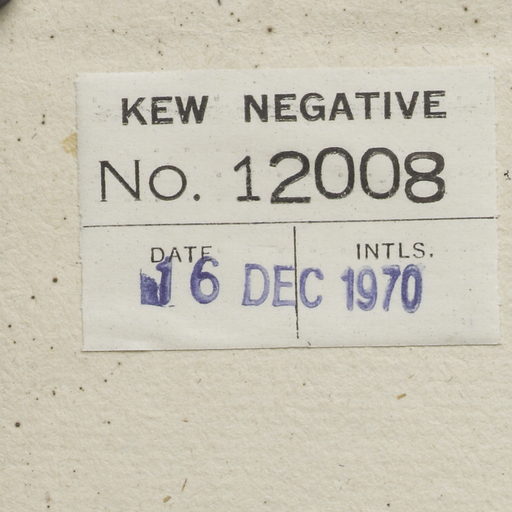 KEW NEGATIVE
No. 12008
DATE INTLS.
16 DEC 1970